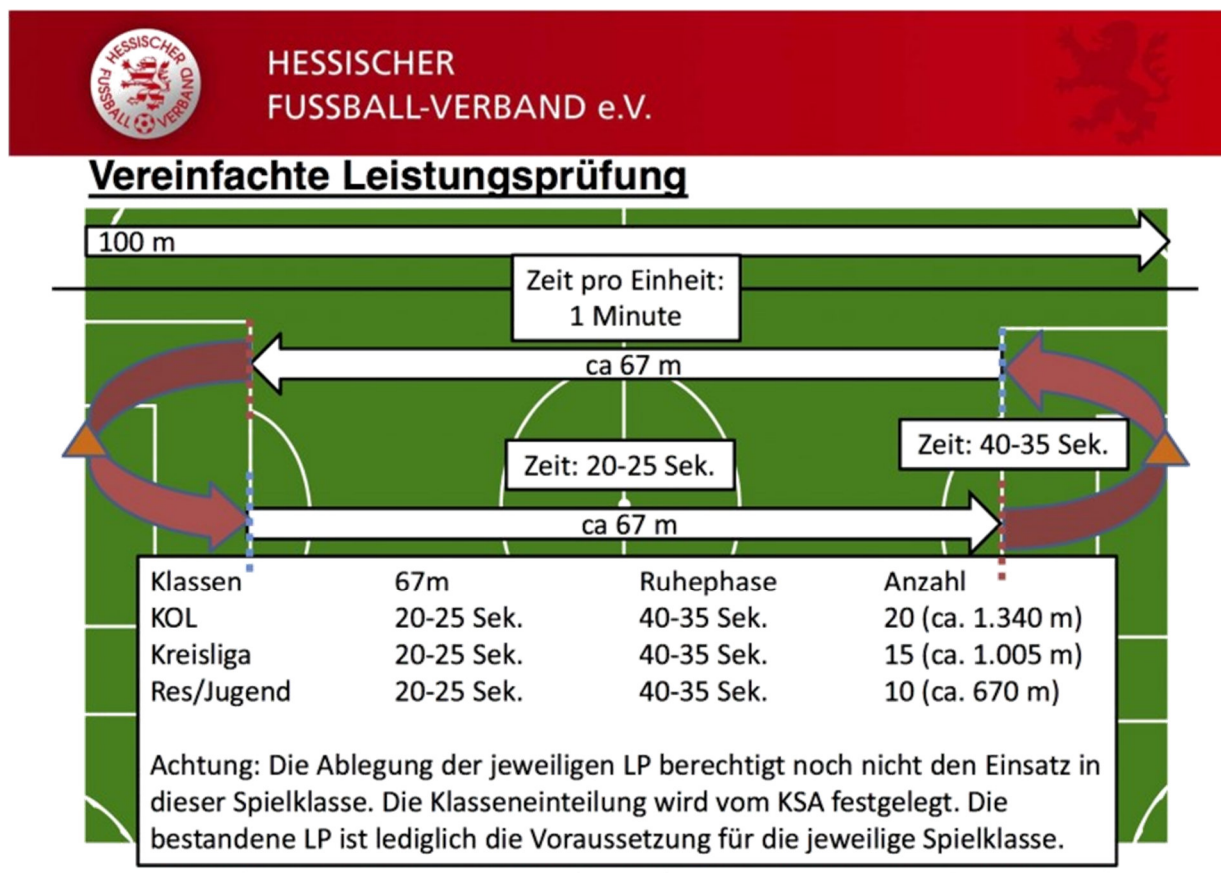 HESSISCHER FUSSBALL VERBAND
HESSISCHER
FUSSBALL-VERBAND e.V.
Vereinfachte Leistungsprüfung
100 m
Zeit pro Einheit:
1 Minute
ca 67 m
Zeit: 40-35 Sek.
Zeit: 20-25 Sek.
ca 67 m
Klassen 67m Ruhephase Anzahl
KOL 20-25 Sek. 40-35 Sek. 20 (ca. 1.340 m)
Kreisliga 20-25 Sek. 40-35 Sek. 15 (ca. 1.005 m)
Res/Jugend 20-25 Sek. 40-35 Sek. 10 (ca. 670 m)
Achtung: Die Ablegung der jeweiligen LP berechtigt noch nicht den Einsatz in
dieser Spielklasse. Die Klasseneinteilung wird vom KSA festgelegt. Die
bestandene LP ist lediglich die Voraussetzung für die jeweilige Spielklasse.